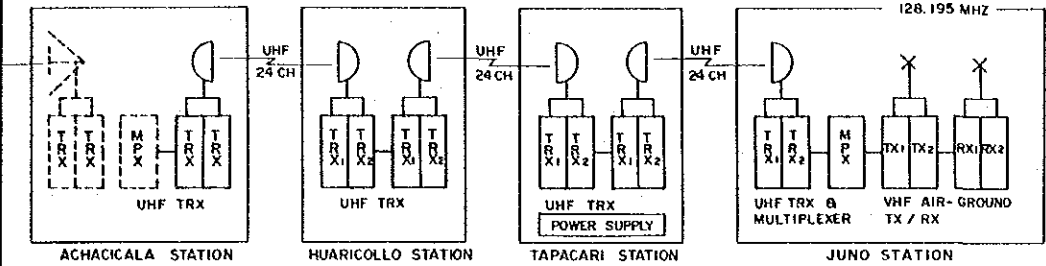 128.195 MHZ
UHF
24 CH
UHF
24 CH
UHF
24 CH
TRX
TRX
MPX
TRX
TRX
TRX1
TRX2
TRX1
TRX2
TRX1
TRX2
TRX1
TRX2
TRX1
TRX2
MPX
TX1
TX2
RX1
RX2
UHF TRX
UHF TRX
UHF TRX
POWER SUPPLY
UHF TRX &
MULTIPLEXER
VHF AIR-GROUND
TX / RX
ACHACICALA STATION
HUARICOLLO STATION
TAPACARI STATION
JUNO STATION